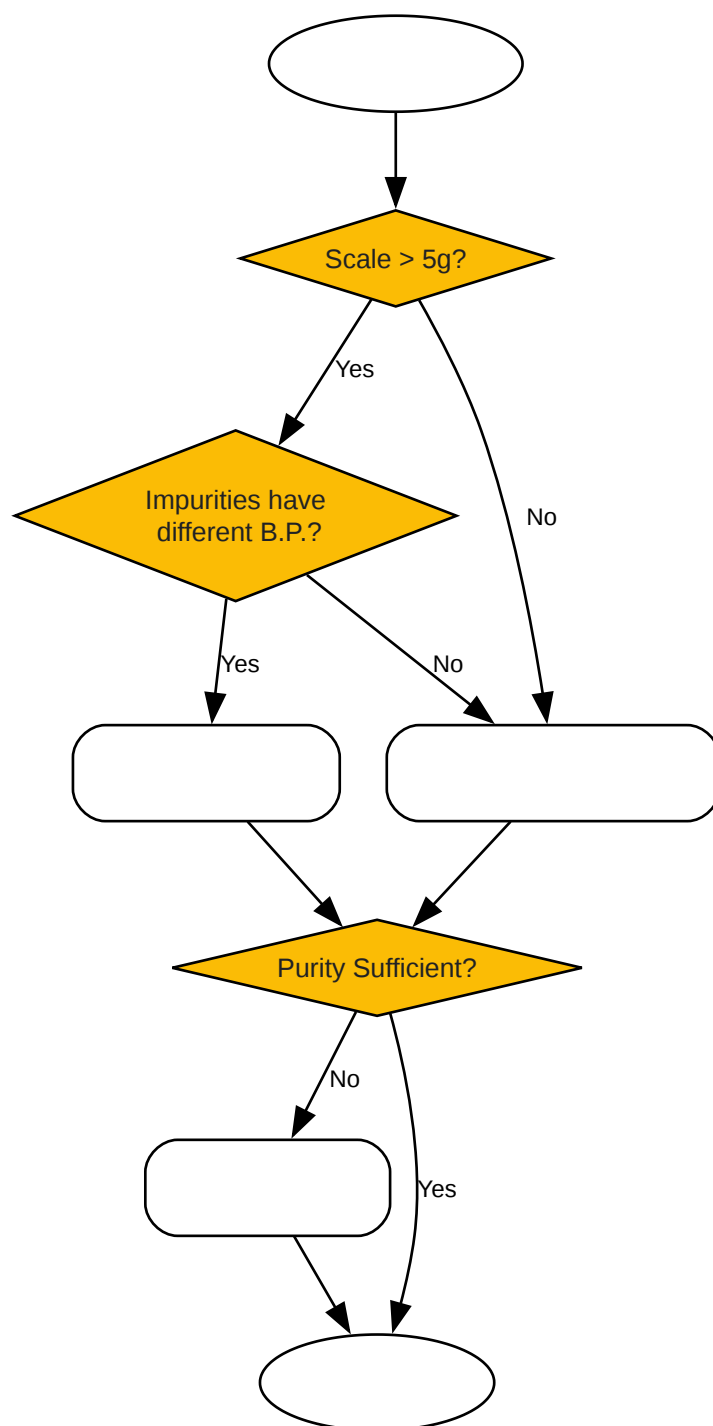 Scale > 5g?
Yes
Impurities have
different B.P.?
No
Yes
No
Purity Sufficient?
No
Yes